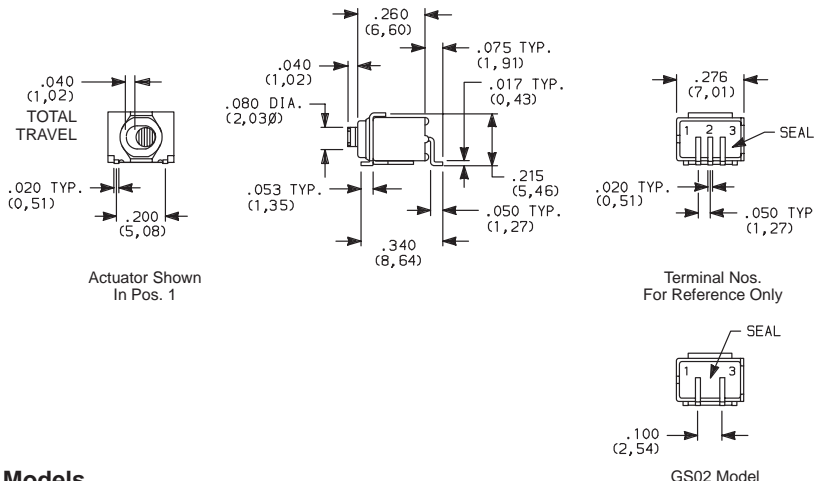 .040
(1,02)
TOTAL
TRAVEL
.020 TYP.
(0,51)
.200
(5,08)
Actuator Shown
In Pos. 1
.260
(6,60)
.040
(1,02)
.075 TYP.
(1,91)
.017 TYP.
(0,43)
.080 DIA.
(2,03Ø)
.053 TYP.
(1,35)
.215
(5,46)
.050 TYP.
(1,27)
.340
(8,64)
.276
(7,01)
1 2 3
SEAL
.020 TYP.
(0,51)
.050 TYP
(1,27)
Terminal Nos.
For Reference Only
SEAL
1 3
.100
(2,54)
GS02 Model
Models